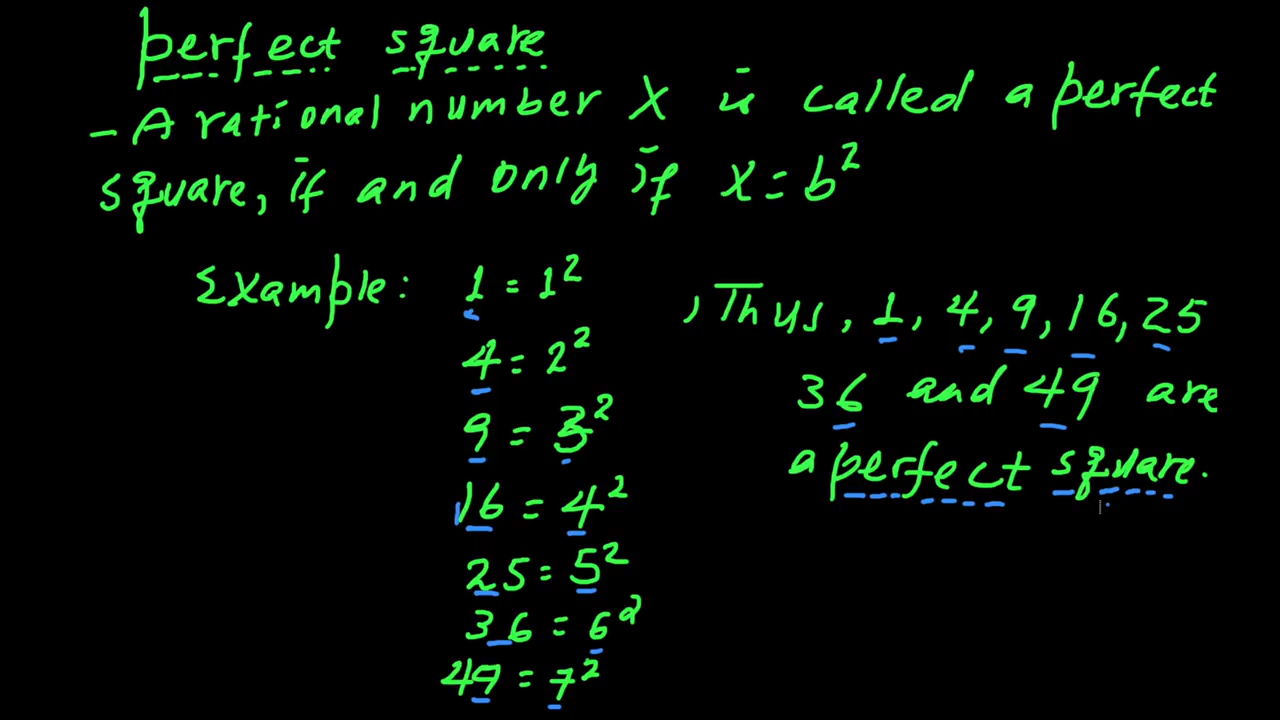 perfect square
- A rational number X is called a perfect
square, if and only if X = b²
Example: 1 = 1²
4 = 2²
9 = 3²
16 = 4²
25 = 5²
36 = 6²
49 = 7²
, Thus, 1, 4, 9, 16, 25
36 and 49 are
a perfect square.